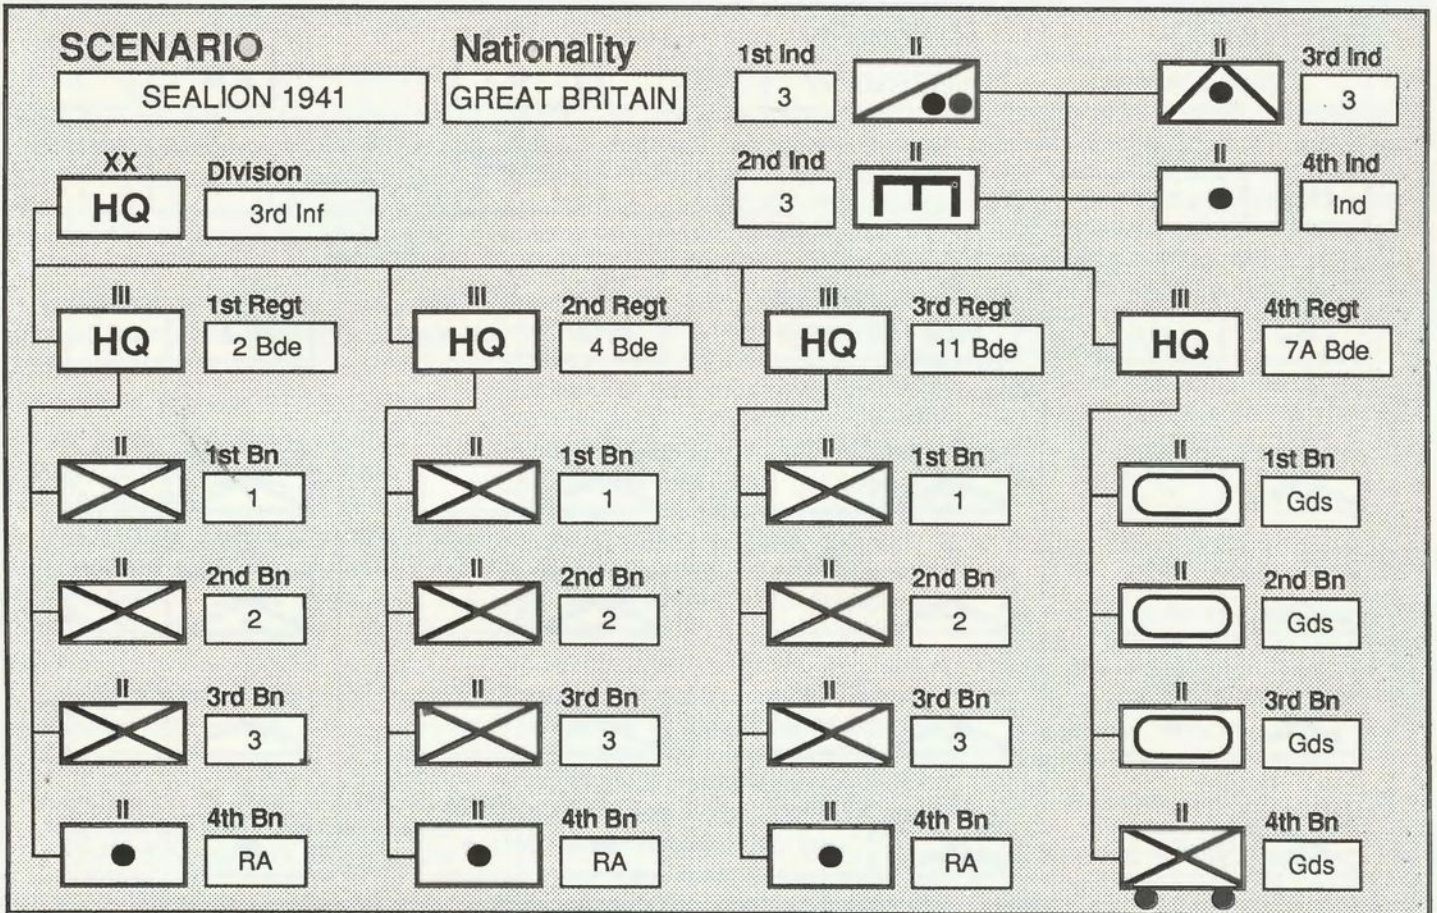 SCENARIO Nationality
SEALION 1941 GREAT BRITAIN
1st Ind II II 3rd Ind
3 3
XX Division
HQ 3rd Inf
2nd Ind II II 4th Ind
3 Ind
III 1st Regt III 2nd Regt III 3rd Regt III 4th Regt
HQ 2 Bde HQ 4 Bde HQ 11 Bde HQ 7A Bde
II 1st Bn II 1st Bn II 1st Bn II 1st Bn
1 1 1 Gds
II 2nd Bn II 2nd Bn II 2nd Bn II 2nd Bn
2 2 2 Gds
II 3rd Bn II 3rd Bn II 3rd Bn II 3rd Bn
3 3 3 Gds
II 4th Bn II 4th Bn II 4th Bn II 4th Bn
RA RA RA Gds